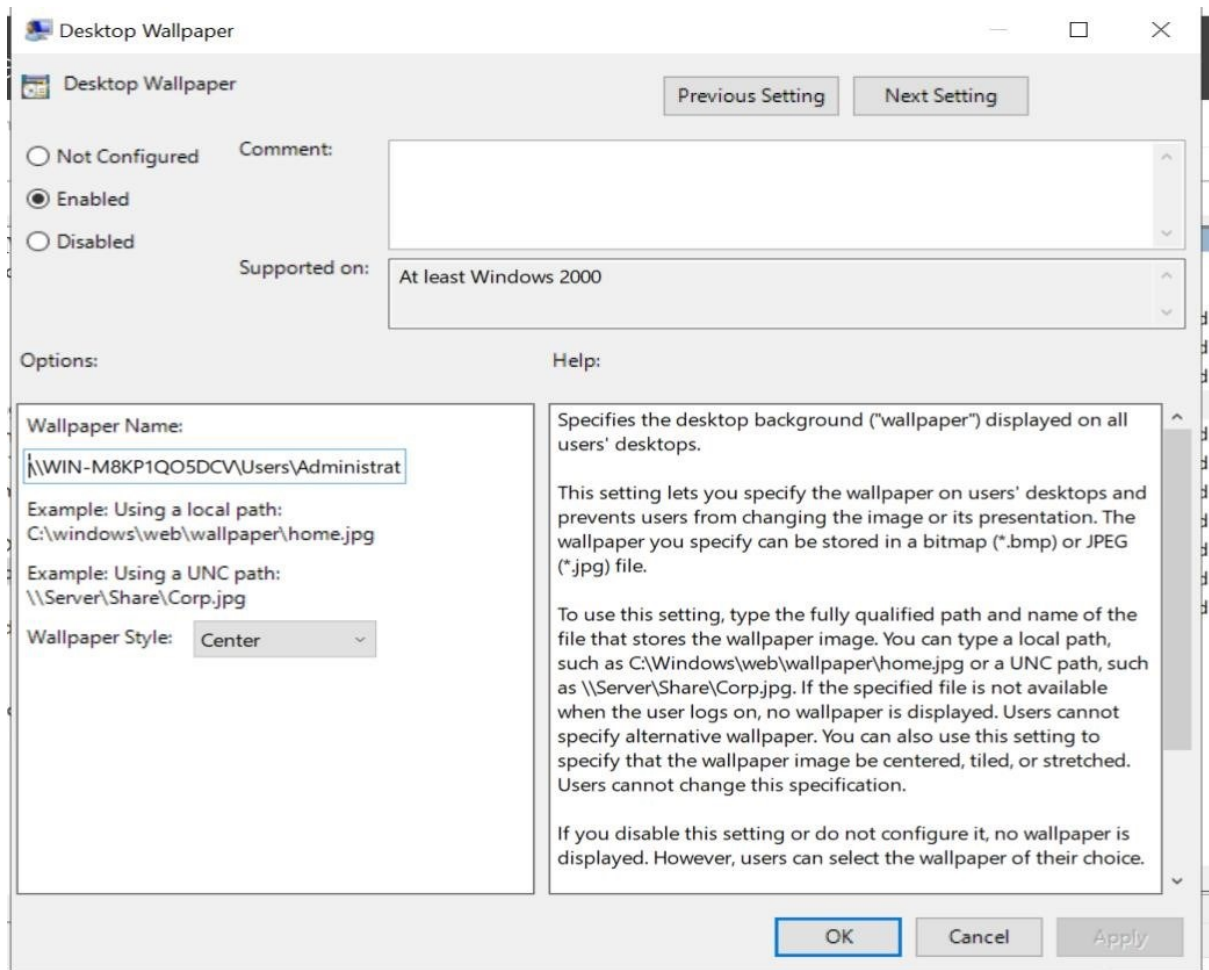 Desktop Wallpaper
Desktop Wallpaper
Previous Setting
Next Setting
Not Configured
Comment:
Enabled
Disabled
Supported on:
At least Windows 2000
Options:
Help:
Wallpaper Name:
\\WIN-M8KP1QO5DCV\Users\Administrat
Example: Using a local path:
C:\windows\web\wallpaper\home.jpg
Example: Using a UNC path:
\\Server\Share\Corp.jpg
Wallpaper Style:
Center
Specifies the desktop background ("wallpaper") displayed on all
users' desktops.
This setting lets you specify the wallpaper on users' desktops and
prevents users from changing the image or its presentation. The
wallpaper you specify can be stored in a bitmap (*.bmp) or JPEG
(*.jpg) file.
To use this setting, type the fully qualified path and name of the
file that stores the wallpaper image. You can type a local path,
such as C:\Windows\web\wallpaper\home.jpg or a UNC path, such
as \\Server\Share\Corp.jpg. If the specified file is not available
when the user logs on, no wallpaper is displayed. Users cannot
specify alternative wallpaper. You can also use this setting to
specify that the wallpaper image be centered, tiled, or stretched.
Users cannot change this specification.
If you disable this setting or do not configure it, no wallpaper is
displayed. However, users can select the wallpaper of their choice.
OK
Cancel
Apply